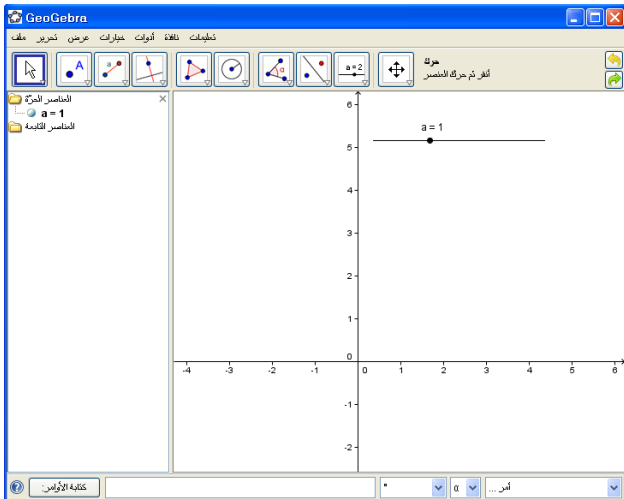 GeoGebra
ملف تحرير عرض خيارات أدوات نافذة تعليمات
A a α a = 2
حرك
أنقر ثم حرك العنصر
العناصر الحرّة
a = 1
العناصر التابعة
a = 1
6
5
4
3
2
1
0
-4 -3 -2 -1 0 1 2 3 4 5 6
-1
-2
كتابة الأوامر:
° α أمر ...